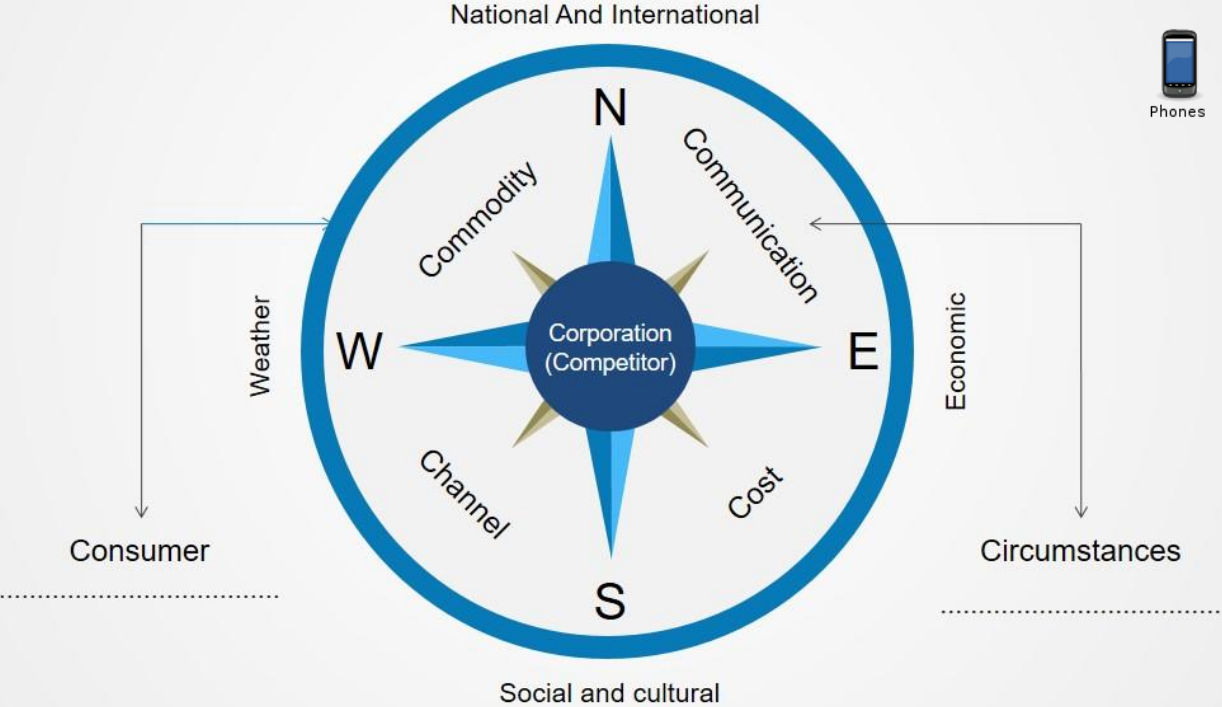 National And International
Phones
N
Commodity
Communication
Weather
W
Corporation
(Competitor)
E
Economic
Channel
Cost
Consumer
Circumstances
S
Social and cultural